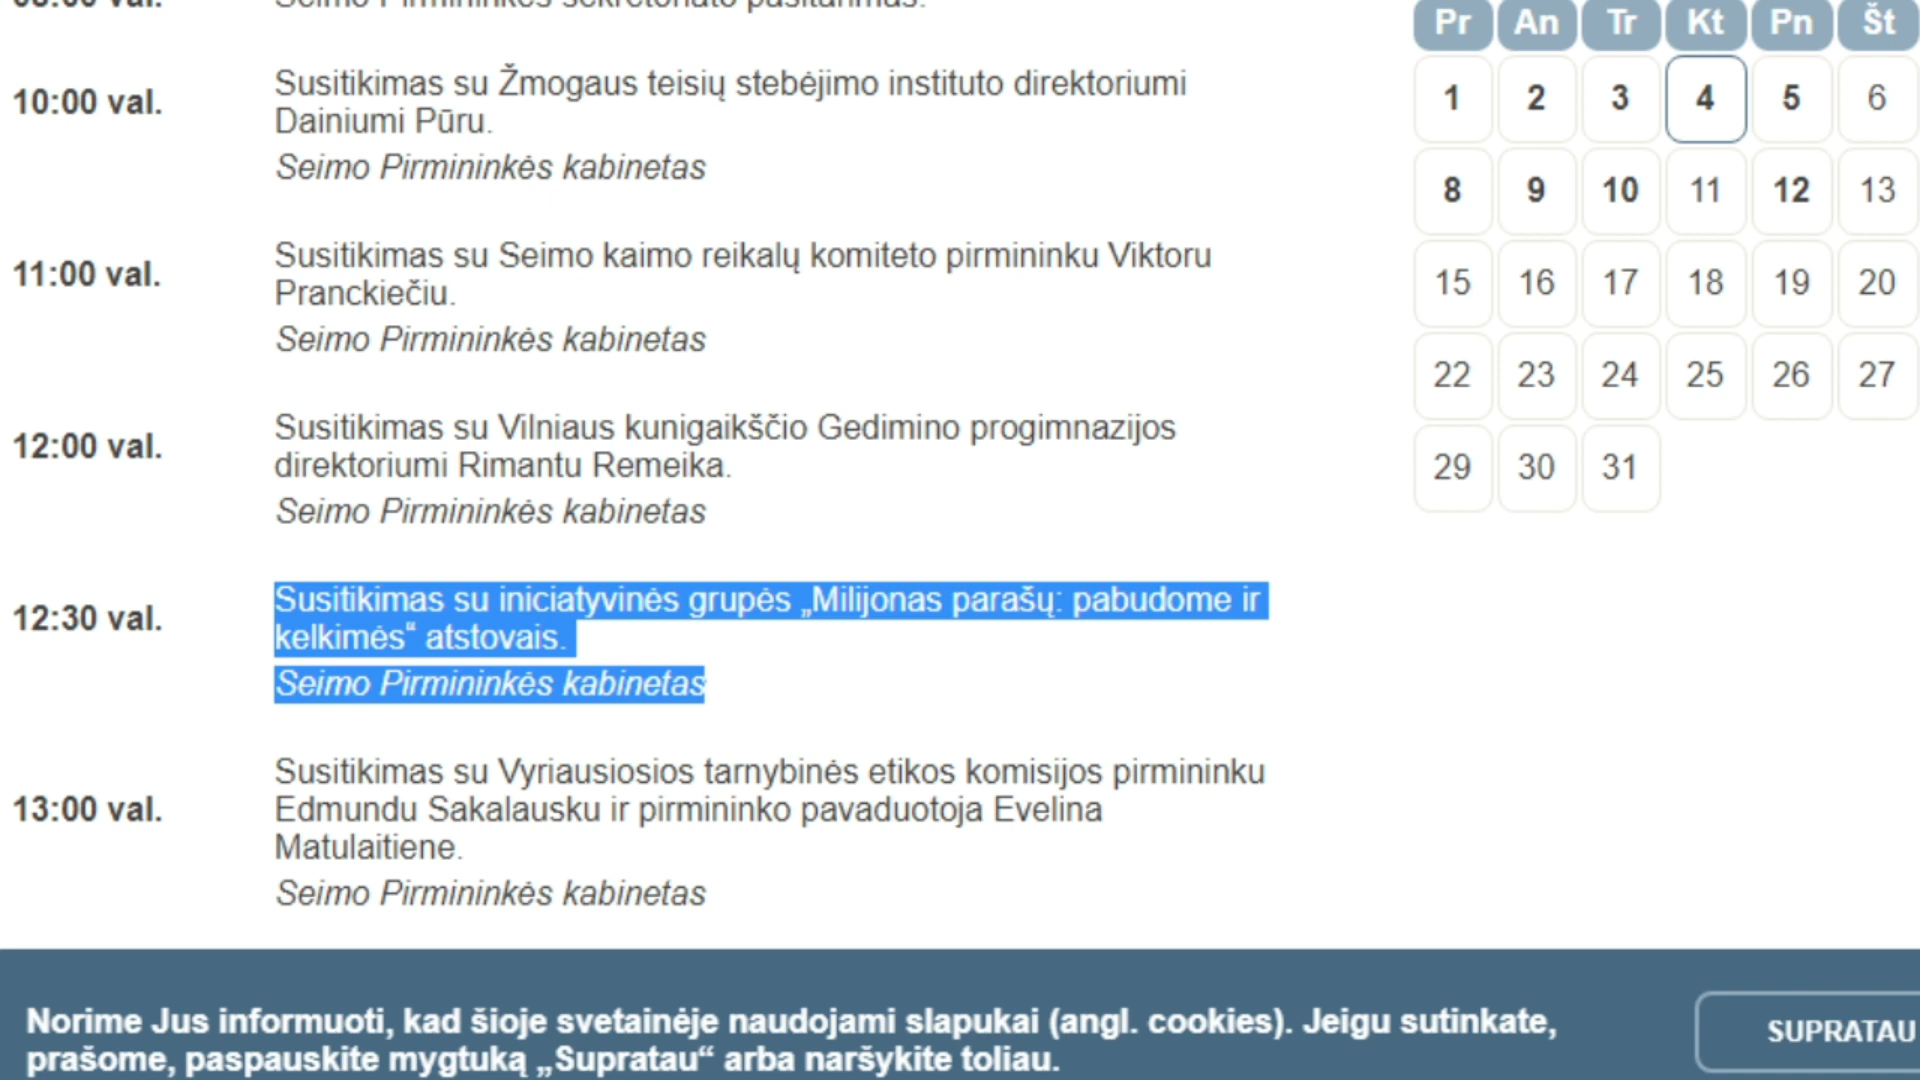 Seimo Pirmininkės sekretoriato pasitarimas.
10:00 val.
Susitikimas su Žmogaus teisių stebėjimo instituto direktoriumi
Dainiumi Pūru.
Seimo Pirmininkės kabinetas
11:00 val.
Susitikimas su Seimo kaimo reikalų komiteto pirmininku Viktoru
Pranckiečiu.
Seimo Pirmininkės kabinetas
12:00 val.
Susitikimas su Vilniaus kunigaikščio Gedimino progimnazijos
direktoriumi Rimantu Remeika.
Seimo Pirmininkės kabinetas
12:30 val.
Susitikimas su iniciatyvinės grupės „Milijonas parašų: pabudome ir
kelkimės“ atstovais.
Seimo Pirmininkės kabinetas
13:00 val.
Susitikimas su Vyriausiosios tarnybinės etikos komisijos pirmininku
Edmundu Sakalausku ir pirmininko pavaduotoja Evelina
Matulaitiene.
Seimo Pirmininkės kabinetas
Pr An Tr Kt Pn Št
1 2 3 4 5 6
8 9 10 11 12 13
15 16 17 18 19 20
22 23 24 25 26 27
29 30 31
Norime Jus informuoti, kad šioje svetainėje naudojami slapukai (angl. cookies). Jeigu sutinkate,
prašome, paspauskite mygtuką „Supratau“ arba naršykite toliau.
SUPRATAU